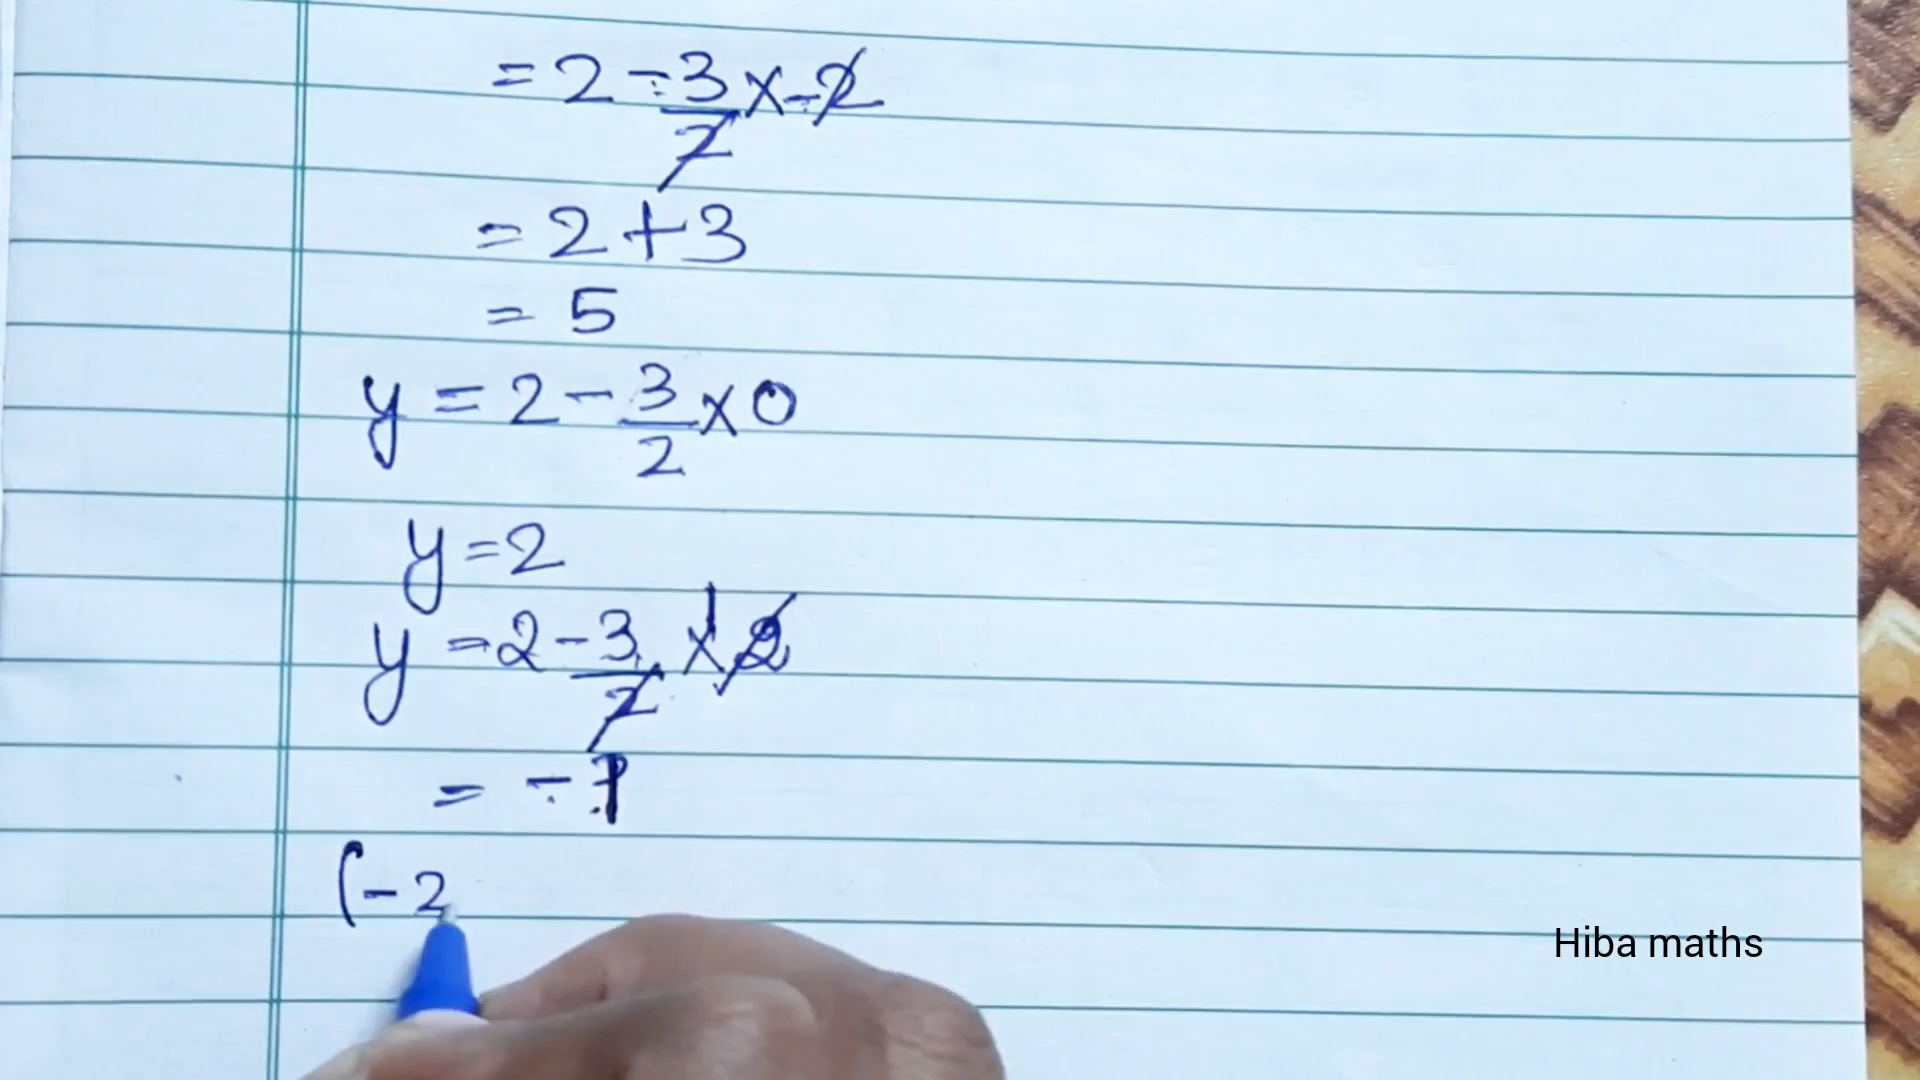 = 2 - 3/2 x -2
= 2 + 3
= 5
y = 2 - 3/2 x 0
y = 2
y = 2 - 3/2 x 2
= - 1
(- 2
Hiba maths